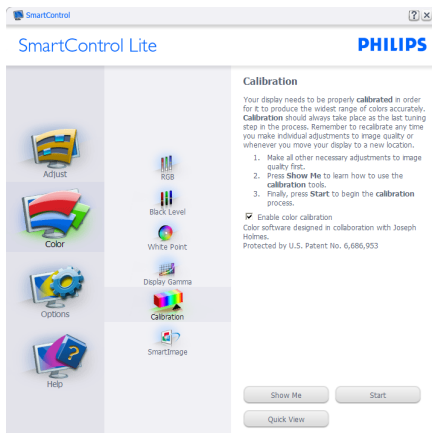 SmartControl
SmartControl Lite
PHILIPS
Adjust
Color
Options
Help
RGB
Black Level
White Point
Display Gamma
Calibration
SmartImage
Calibration
Your display needs to be properly calibrated in order
for it to produce the widest range of colors accurately.
Calibration should always take place as the last tuning
step in the process. Remember to recalibrate any time
you make individual adjustments to image quality or
whenever you move your display to a new location.
1. Make all other necessary adjustments to image
quality first.
2. Press Show Me to learn how to use the
calibration tools.
3. Finally, press Start to begin the calibration
process.
Enable color calibration
Color software designed in collaboration with Joseph
Holmes.
Protected by U.S. Patent No. 6,686,953
Show Me
Start
Quick View